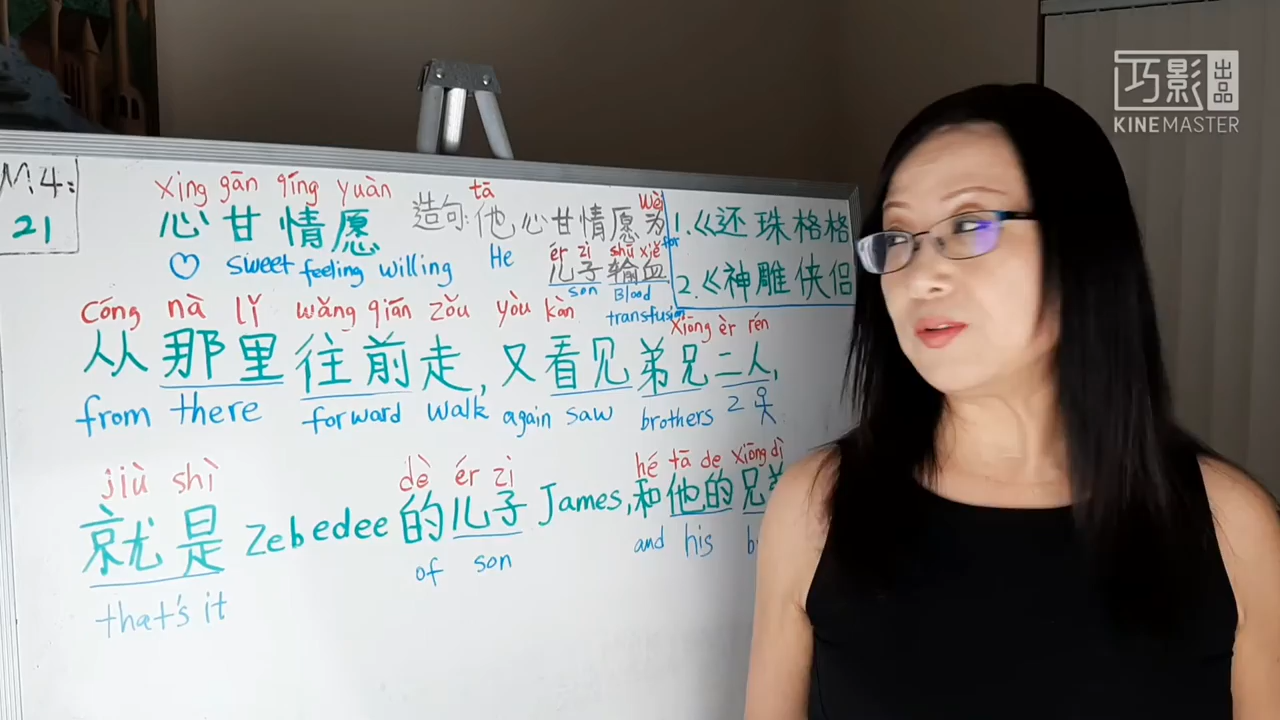 巧影 出品
KINEMASTER
M.4:
21
xīng gān qīng yuàn
心甘情愿
♡ sweet feeling willing
tā wèi
造句: 他心甘情愿为
He for
ér zi shū xiě
儿子输血
son Blood
transfusion
1.《还珠格格
2.《神雕侠侣
Cóng nà lǐ wǎng qiān zǒu yòu kàn xiōng èr rén
从那里往前走,又看见弟兄二人,
from there forward walk again saw brothers 2
jiù shì dè ér zi hé tā de xiōng dì
就是 Zebedee 的儿子 James,和他的兄弟
that's it of son and his